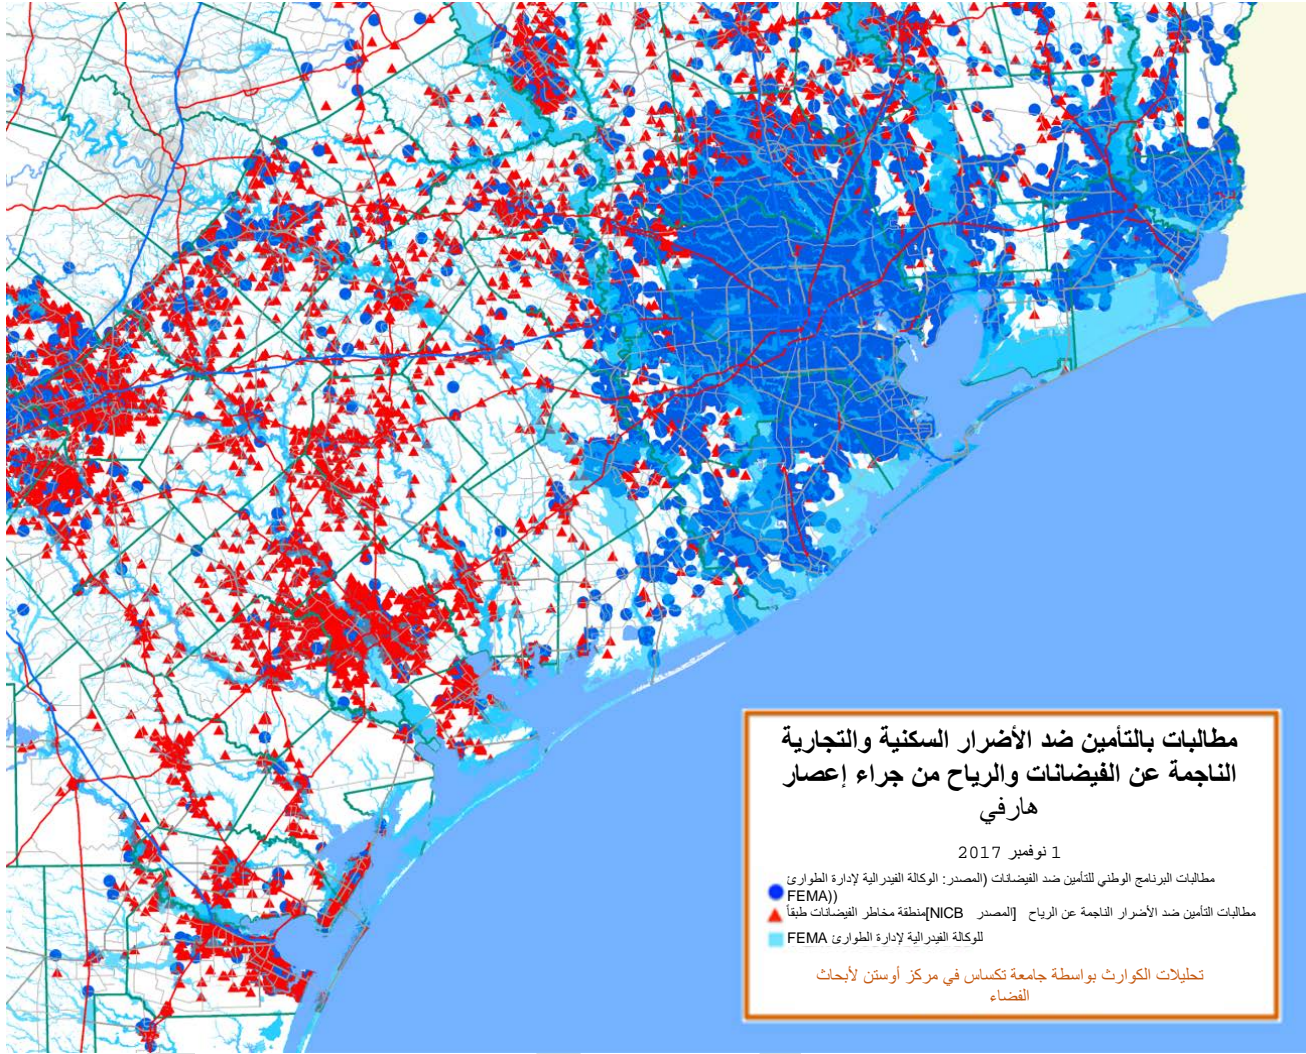 مطالبات بالتأمين ضد الأضرار السكنية والتجارية
الناجمة عن الفيضانات والرياح من جراء إعصار
هارفي
1 نوفمبر 2017
مطالبات البرنامج الوطني للتأمين ضد الفيضانات (المصدر: الوكالة الفيدرالية لإدارة الطوارئ
FEMA))
مطالبات التأمين ضد الأضرار الناجمة عن الرياح [المصدر NICB]منطقة مخاطر الفيضانات طبقاً
للوكالة الفيدرالية لإدارة الطوارئ FEMA
تحليلات الكوارث بواسطة جامعة تكساس في مركز أوستن لأبحاث
الفضاء